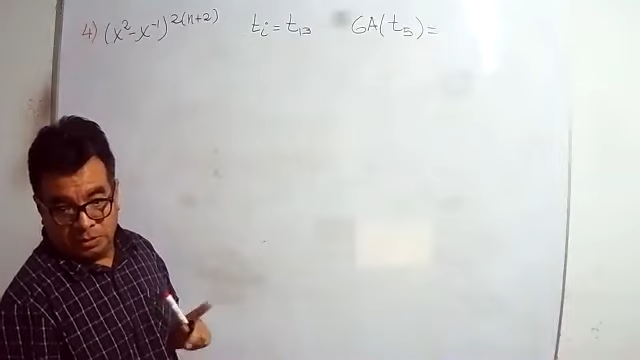 4) (x²-x⁻¹)²⁽ⁿ⁺²⁾ tᵢ = t₁₃ GA(t₅)=